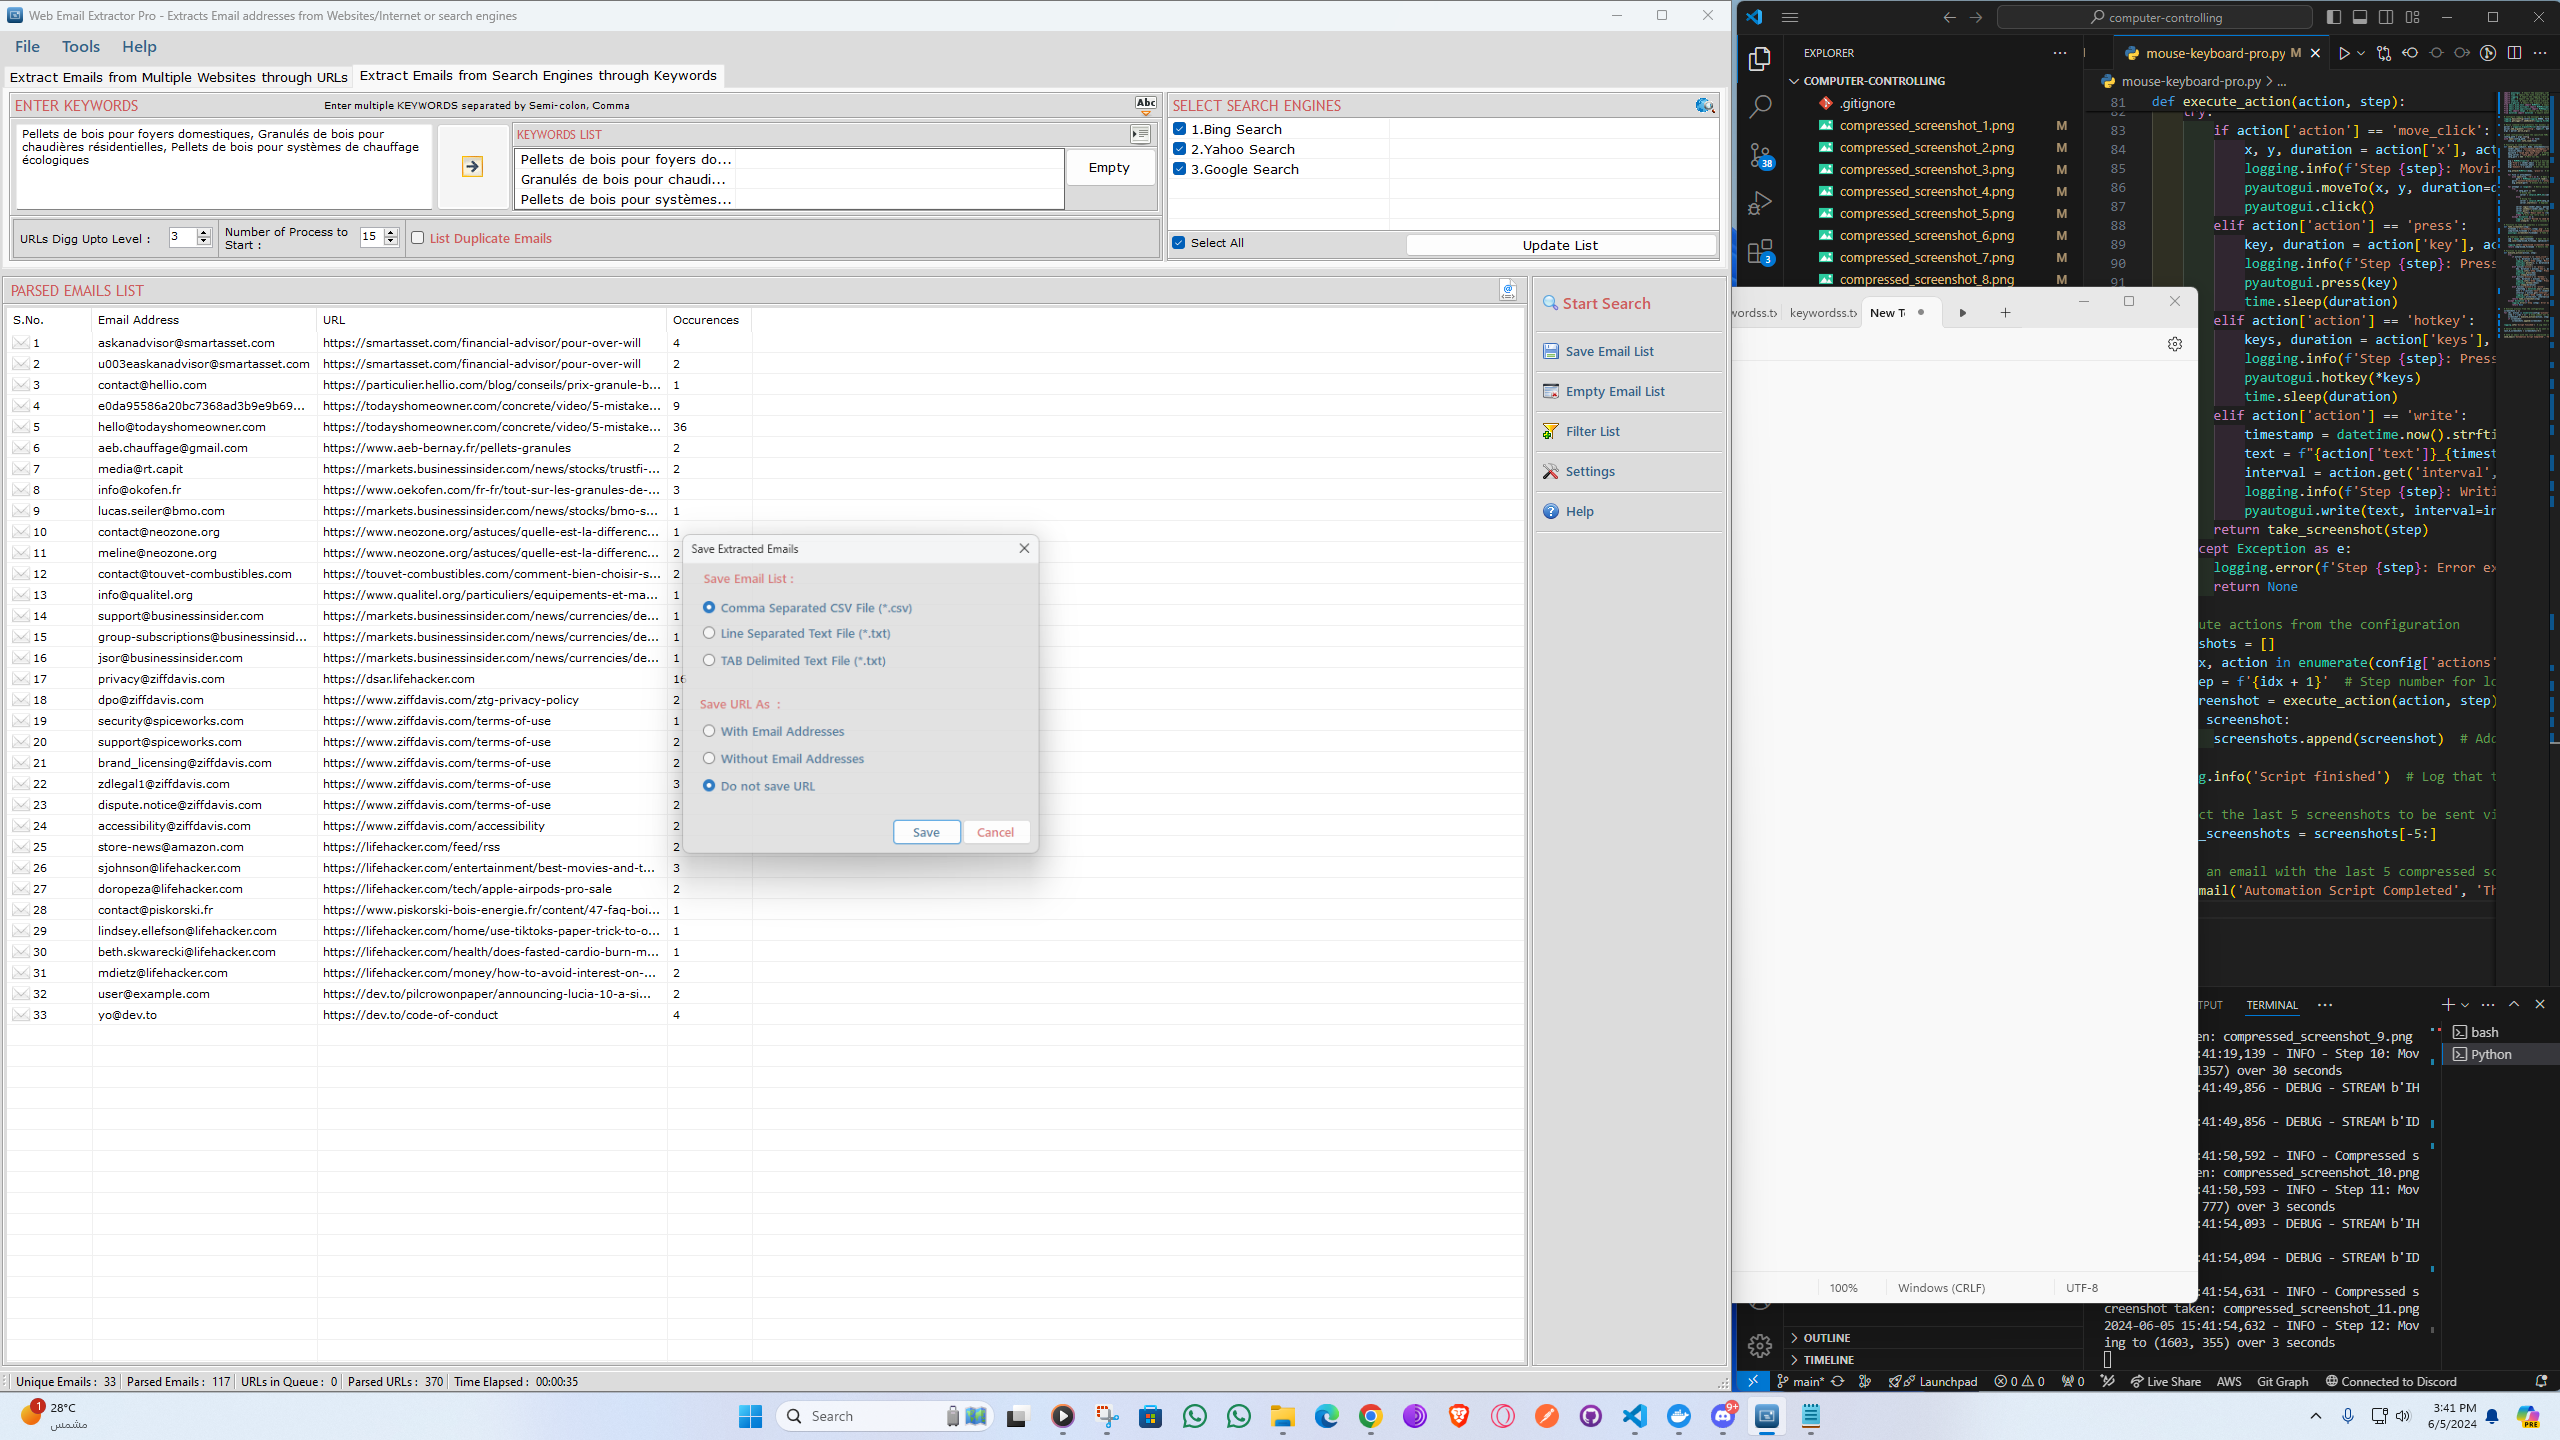 Web Email Extractor Pro - Extracts Email addresses from Websites/Internet or search engines
File Tools Help
Extract Emails from Multiple Websites through URLs
Extract Emails from Search Engines through Keywords
ENTER KEYWORDS
Enter multiple KEYWORDS separated by Semi-colon, Comma
Abc
Pellets de bois pour foyers domestiques, Granulés de bois pour
chaudières résidentielles, Pellets de bois pour systèmes de chauffage
écologiques
KEYWORDS LIST
Pellets de bois pour foyers do...
Granulés de bois pour chaudi...
Pellets de bois pour systèmes...
Empty
URLs Digg Upto Level : 3
Number of Process to
Start : 15
List Duplicate Emails
SELECT SEARCH ENGINES
1.Bing Search
2.Yahoo Search
3.Google Search
Select All
Update List
PARSED EMAILS LIST
S.No. Email Address URL Occurences
1 askanadvisor@smartasset.com https://smartasset.com/financial-advisor/pour-over-will 4
2 u003easkanadvisor@smartasset.com https://smartasset.com/financial-advisor/pour-over-will 2
3 contact@hellio.com https://particulier.hellio.com/blog/conseils/prix-granule-b... 1
4 e0da95586a20bc7368ad3b9e9b69... https://todayshomeowner.com/concrete/video/5-mistake... 9
5 hello@todayshomeowner.com https://todayshomeowner.com/concrete/video/5-mistake... 36
6 aeb.chauffage@gmail.com https://www.aeb-bernay.fr/pellets-granules 2
7 media@rt.capit https://markets.businessinsider.com/news/stocks/trustfi-... 2
8 info@okofen.fr https://www.oekofen.com/fr-fr/tout-sur-les-granules-de-... 3
9 lucas.seiler@bmo.com https://markets.businessinsider.com/news/stocks/bmo-s... 1
10 contact@neozone.org https://www.neozone.org/astuces/quelle-est-la-differenc... 1
11 meline@neozone.org https://www.neozone.org/astuces/quelle-est-la-differenc... 2
12 contact@touvet-combustibles.com https://touvet-combustibles.com/comment-bien-choisir-s... 2
13 info@qualitel.org https://www.qualitel.org/particuliers/equipements-et-ma... 1
14 support@businessinsider.com https://markets.businessinsider.com/news/currencies/de... 1
15 group-subscriptions@businessinsid... https://markets.businessinsider.com/news/currencies/de... 1
16 jsor@businessinsider.com https://markets.businessinsider.com/news/currencies/de... 1
17 privacy@ziffdavis.com https://dsar.lifehacker.com 16
18 dpo@ziffdavis.com https://www.ziffdavis.com/ztg-privacy-policy 2
19 security@spiceworks.com https://www.ziffdavis.com/terms-of-use 1
20 support@spiceworks.com https://www.ziffdavis.com/terms-of-use 2
21 brand_licensing@ziffdavis.com https://www.ziffdavis.com/terms-of-use 2
22 zdlegal1@ziffdavis.com https://www.ziffdavis.com/terms-of-use 3
23 dispute.notice@ziffdavis.com https://www.ziffdavis.com/terms-of-use 2
24 accessibility@ziffdavis.com https://www.ziffdavis.com/accessibility 2
25 store-news@amazon.com https://lifehacker.com/feed/rss 2
26 sjohnson@lifehacker.com https://lifehacker.com/entertainment/best-movies-and-t... 3
27 doropeza@lifehacker.com https://lifehacker.com/tech/apple-airpods-pro-sale 2
28 contact@piskorski.fr https://www.piskorski-bois-energie.fr/content/47-faq-boi... 1
29 lindsey.ellefson@lifehacker.com https://lifehacker.com/home/use-tiktoks-paper-trick-to-o... 1
30 beth.skwarecki@lifehacker.com https://lifehacker.com/health/does-fasted-cardio-burn-m... 1
31 mdietz@lifehacker.com https://lifehacker.com/money/how-to-avoid-interest-on-... 2
32 user@example.com https://dev.to/pilcrowonpaper/announcing-lucia-10-a-si... 2
33 yo@dev.to https://dev.to/code-of-conduct 4
Save Extracted Emails
Save Email List :
Comma Separated CSV File (*.csv)
Line Separated Text File (*.txt)
TAB Delimited Text File (*.txt)
Save URL As :
With Email Addresses
Without Email Addresses
Do not save URL
Save Cancel
Start Search
Save Email List
Empty Email List
Filter List
Settings
Help
Unique Emails : 33 Parsed Emails : 117 URLs in Queue : 0 Parsed URLs : 370 Time Elapsed : 00:00:35
computer-controlling
EXPLORER
COMPUTER-CONTROLLING
.gitignore
compressed_screenshot_1.png M
compressed_screenshot_2.png M
compressed_screenshot_3.png M
compressed_screenshot_4.png M
compressed_screenshot_5.png M
compressed_screenshot_6.png M
compressed_screenshot_7.png M
compressed_screenshot_8.png M
38
3
mouse-keyboard-pro.py M
mouse-keyboard-pro.py > ...
81 def execute_action(action, step):
82 try:
83 if action['action'] == 'move_click':
84 x, y, duration = action['x'], act
85 logging.info(f'Step {step}: Movin
86 pyautogui.moveTo(x, y, duration=d
87 pyautogui.click()
88 elif action['action'] == 'press':
89 key, duration = action['key'], ac
90 logging.info(f'Step {step}: Pres
91 pyautogui.press(key)
time.sleep(duration)
elif action['action'] == 'hotkey':
keys, duration = action['keys'],
logging.info(f'Step {step}: Pres
pyautogui.hotkey(*keys)
time.sleep(duration)
elif action['action'] == 'write':
timestamp = datetime.now().strfti
text = f"{action['text']}_{timest
interval = action.get('interval',
logging.info(f'Step {step}: Writi
pyautogui.write(text, interval=in
return take_screenshot(step)
cept Exception as e:
logging.error(f'Step {step}: Error ex
return None
ute actions from the configuration
shots = []
x, action in enumerate(config['actions'
ep = f'{idx + 1}' # Step number for lo
reenshot = execute_action(action, step)
screenshot:
screenshots.append(screenshot) # Ad
g.info('Script finished') # Log that t
ct the last 5 screenshots to be sent vi
_screenshots = screenshots[-5:]
an email with the last 5 compressed sc
mail('Automation Script Completed', 'Th
wordss.tx keywordss.tx New T
100% Windows (CRLF) UTF-8
TPUT TERMINAL
bash
Python
en: compressed_screenshot_9.png
:41:19,139 - INFO - Step 10: Mov
1357) over 30 seconds
:41:49,856 - DEBUG - STREAM b'IH
:41:49,856 - DEBUG - STREAM b'ID
:41:50,592 - INFO - Compressed s
en: compressed_screenshot_10.png
:41:50,593 - INFO - Step 11: Mov
777) over 3 seconds
:41:54,093 - DEBUG - STREAM b'IH
:41:54,094 - DEBUG - STREAM b'ID
:41:54,631 - INFO - Compressed s
creenshot taken: compressed_screenshot_11.png
2024-06-05 15:41:54,632 - INFO - Step 12: Mov
ing to (1603, 355) over 3 seconds
OUTLINE
TIMELINE
main* Launchpad 0 0 0 Live Share AWS Git Graph Connected to Discord
1
28°C
مشمس
Search
9+
3:41 PM
6/5/2024
PRE